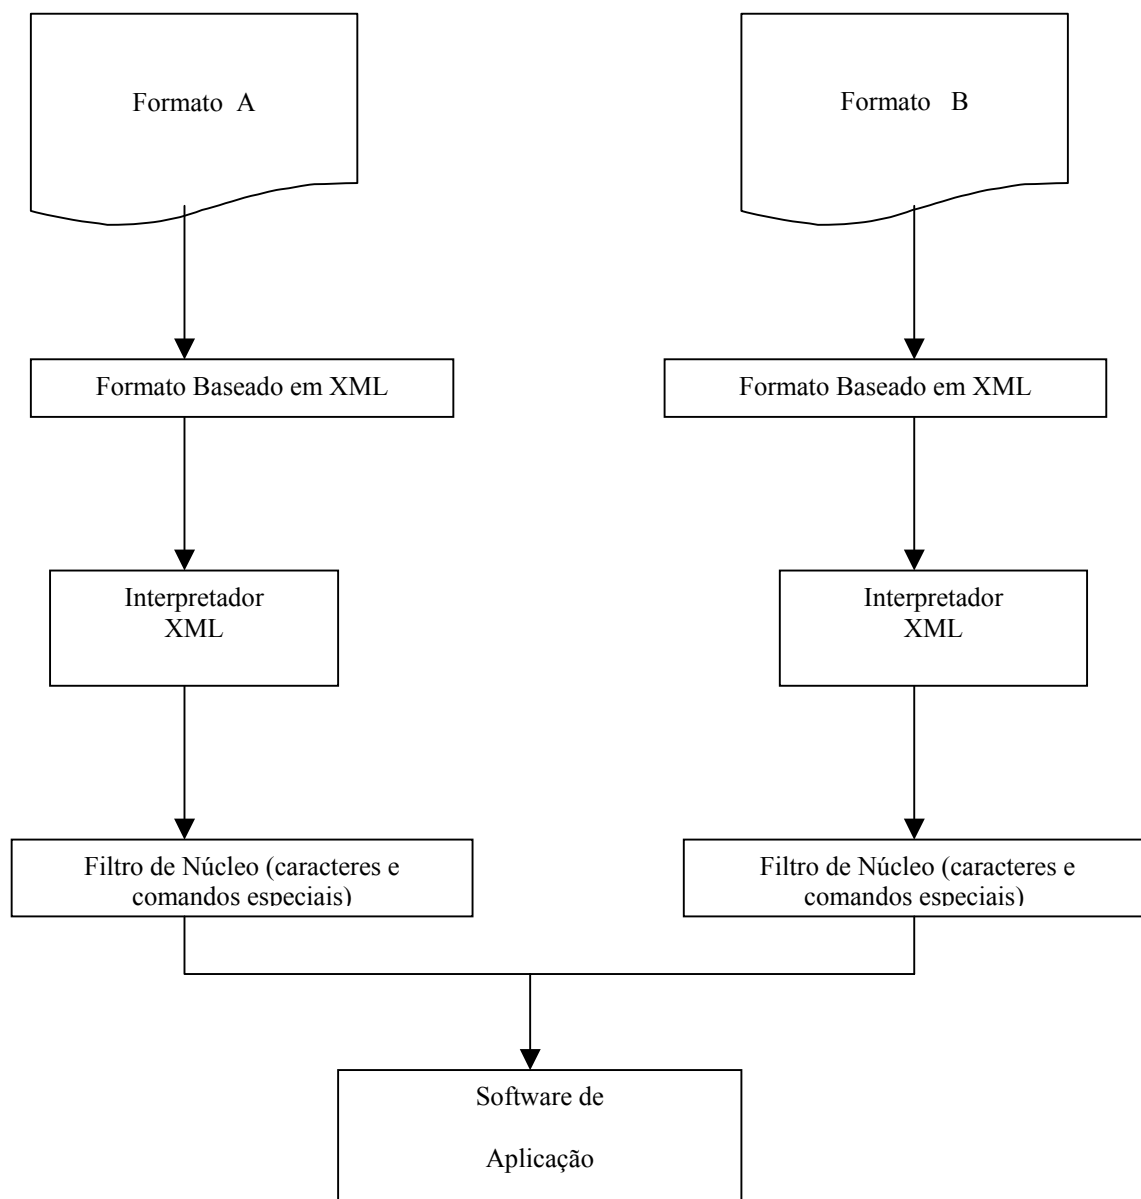 Formato A
Formato B
Formato Baseado em XML
Formato Baseado em XML
Interpretador
XML
Interpretador
XML
Filtro de Núcleo (caracteres e
comandos especiais)
Filtro de Núcleo (caracteres e
comandos especiais)
Software de
Aplicação